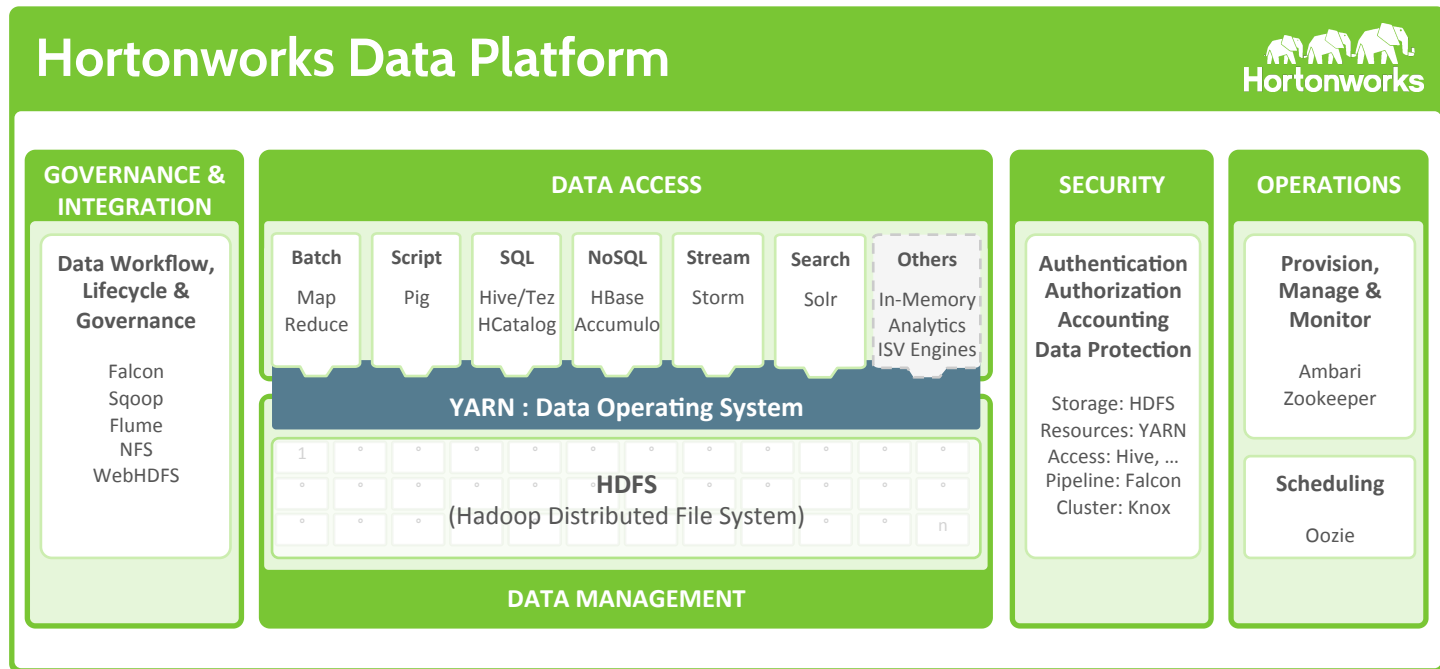 Hortonworks Data Platform
Hortonworks
GOVERNANCE &
INTEGRATION
Data Workflow,
Lifecycle &
Governance
Falcon
Sqoop
Flume
NFS
WebHDFS
DATA ACCESS
Batch
Map
Reduce
Script
Pig
SQL
Hive/Tez
HCatalog
NoSQL
HBase
Accumulo
Stream
Storm
Search
Solr
Others
In-Memory
Analytics
ISV Engines
YARN : Data Operating System
1 ° ° ° ° ° ° ° ° ° ° °
° ° ° ° ° ° ° ° ° ° °
HDFS
(Hadoop Distributed File System)
° ° ° ° ° n
DATA MANAGEMENT
SECURITY
Authentication
Authorization
Accounting
Data Protection
Storage: HDFS
Resources: YARN
Access: Hive, ...
Pipeline: Falcon
Cluster: Knox
OPERATIONS
Provision,
Manage &
Monitor
Ambari
Zookeeper
Scheduling
Oozie